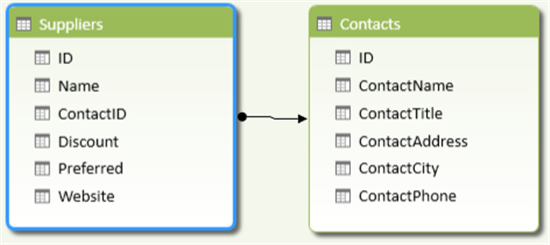 Suppliers
ID
Name
ContactID
Discount
Preferred
Website
Contacts
ID
ContactName
ContactTitle
ContactAddress
ContactCity
ContactPhone